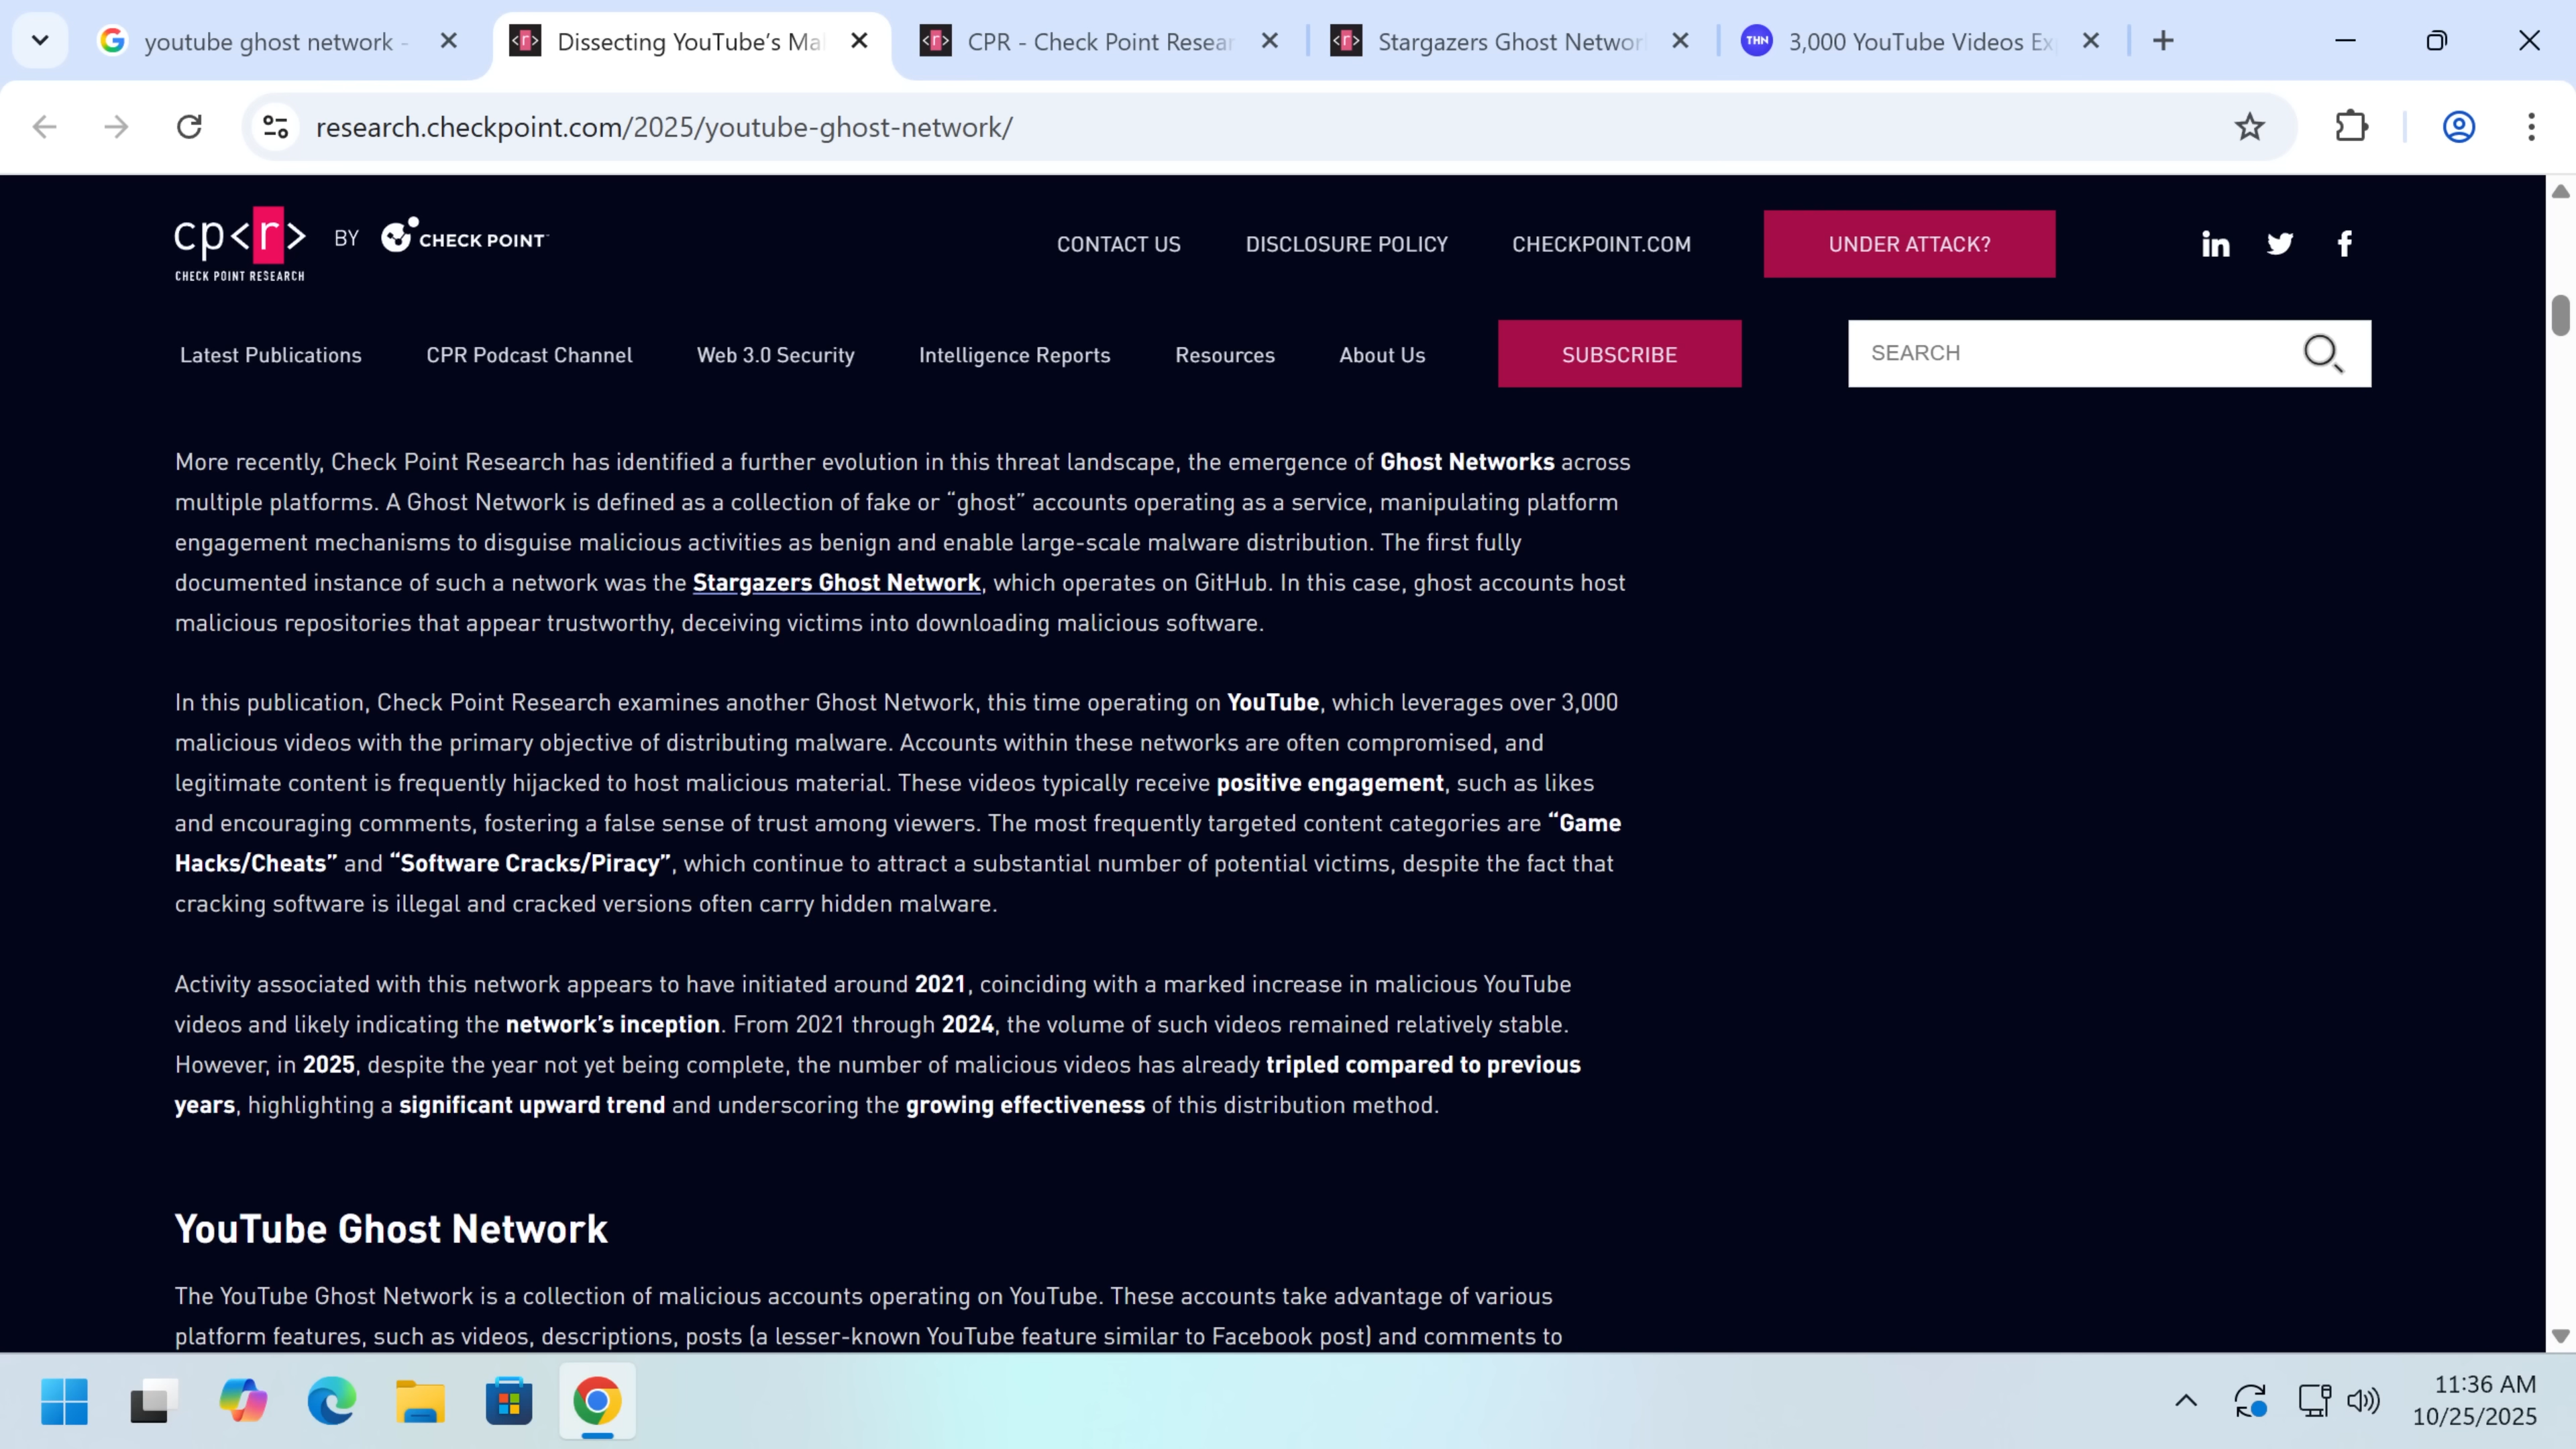 youtube ghost network -
Dissecting YouTube's Ma
CPR - Check Point Resear
Stargazers Ghost Networ
THN
3,000 YouTube Videos Ex
research.checkpoint.com/2025/youtube-ghost-network/
cp<r>
CHECK POINT RESEARCH
BY
CHECK POINT™
CONTACT US
DISCLOSURE POLICY
CHECKPOINT.COM
UNDER ATTACK?
Latest Publications
CPR Podcast Channel
Web 3.0 Security
Intelligence Reports
Resources
About Us
SUBSCRIBE
SEARCH
More recently, Check Point Research has identified a further evolution in this threat landscape, the emergence of Ghost Networks across
multiple platforms. A Ghost Network is defined as a collection of fake or “ghost” accounts operating as a service, manipulating platform
engagement mechanisms to disguise malicious activities as benign and enable large-scale malware distribution. The first fully
documented instance of such a network was the Stargazers Ghost Network, which operates on GitHub. In this case, ghost accounts host
malicious repositories that appear trustworthy, deceiving victims into downloading malicious software.
In this publication, Check Point Research examines another Ghost Network, this time operating on YouTube, which leverages over 3,000
malicious videos with the primary objective of distributing malware. Accounts within these networks are often compromised, and
legitimate content is frequently hijacked to host malicious material. These videos typically receive positive engagement, such as likes
and encouraging comments, fostering a false sense of trust among viewers. The most frequently targeted content categories are “Game
Hacks/Cheats” and “Software Cracks/Piracy”, which continue to attract a substantial number of potential victims, despite the fact that
cracking software is illegal and cracked versions often carry hidden malware.
Activity associated with this network appears to have initiated around 2021, coinciding with a marked increase in malicious YouTube
videos and likely indicating the network’s inception. From 2021 through 2024, the volume of such videos remained relatively stable.
However, in 2025, despite the year not yet being complete, the number of malicious videos has already tripled compared to previous
years, highlighting a significant upward trend and underscoring the growing effectiveness of this distribution method.
YouTube Ghost Network
The YouTube Ghost Network is a collection of malicious accounts operating on YouTube. These accounts take advantage of various
platform features, such as videos, descriptions, posts (a lesser-known YouTube feature similar to Facebook post) and comments to
11:36 AM
10/25/2025